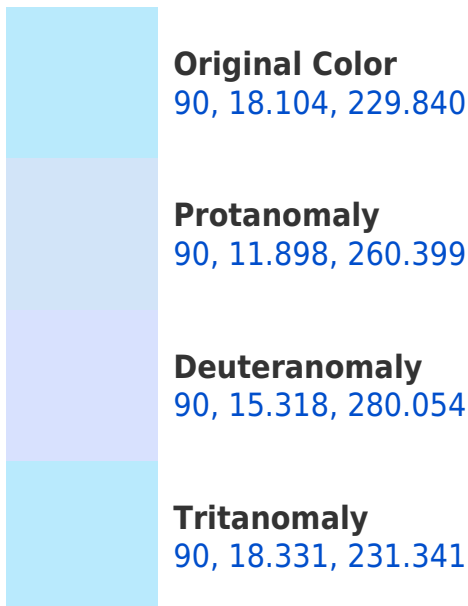 Original Color
90, 18.104, 229.840
Protanomaly
90, 11.898, 260.399
Deuteranomaly
90, 15.318, 280.054
Tritanomaly
90, 18.331, 231.341